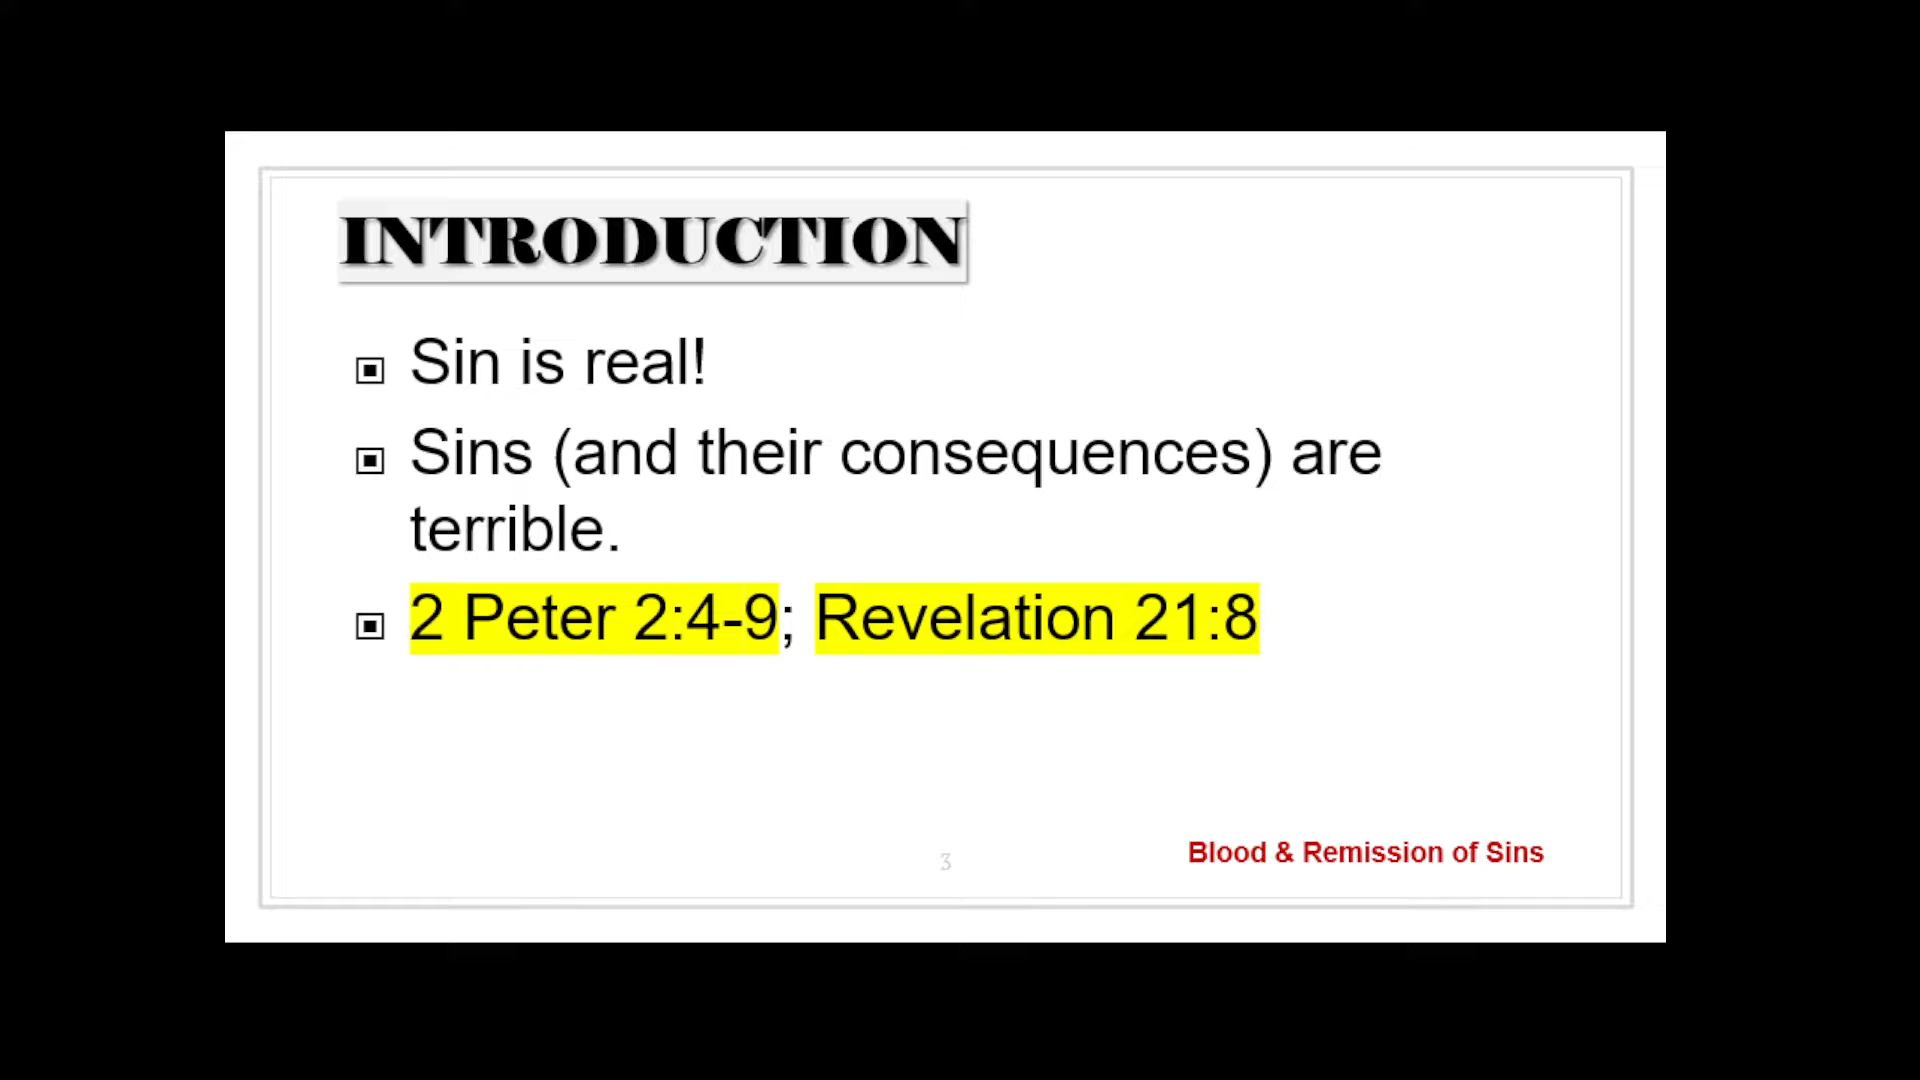 INTRODUCTION
Sin is real!
Sins (and their consequences) are
terrible.
2 Peter 2:4-9; Revelation 21:8
3
Blood & Remission of Sins